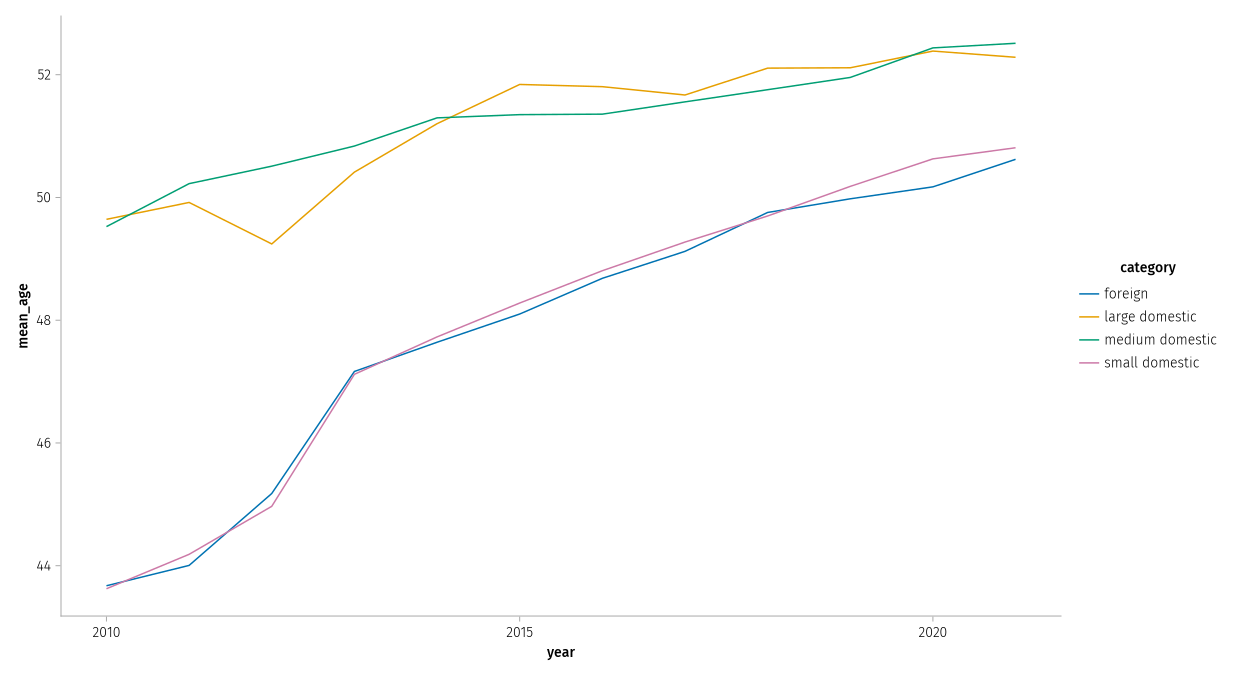 52
50
48
46
44
mean_age
2010
2015
2020
year
category
foreign
large domestic
medium domestic
small domestic